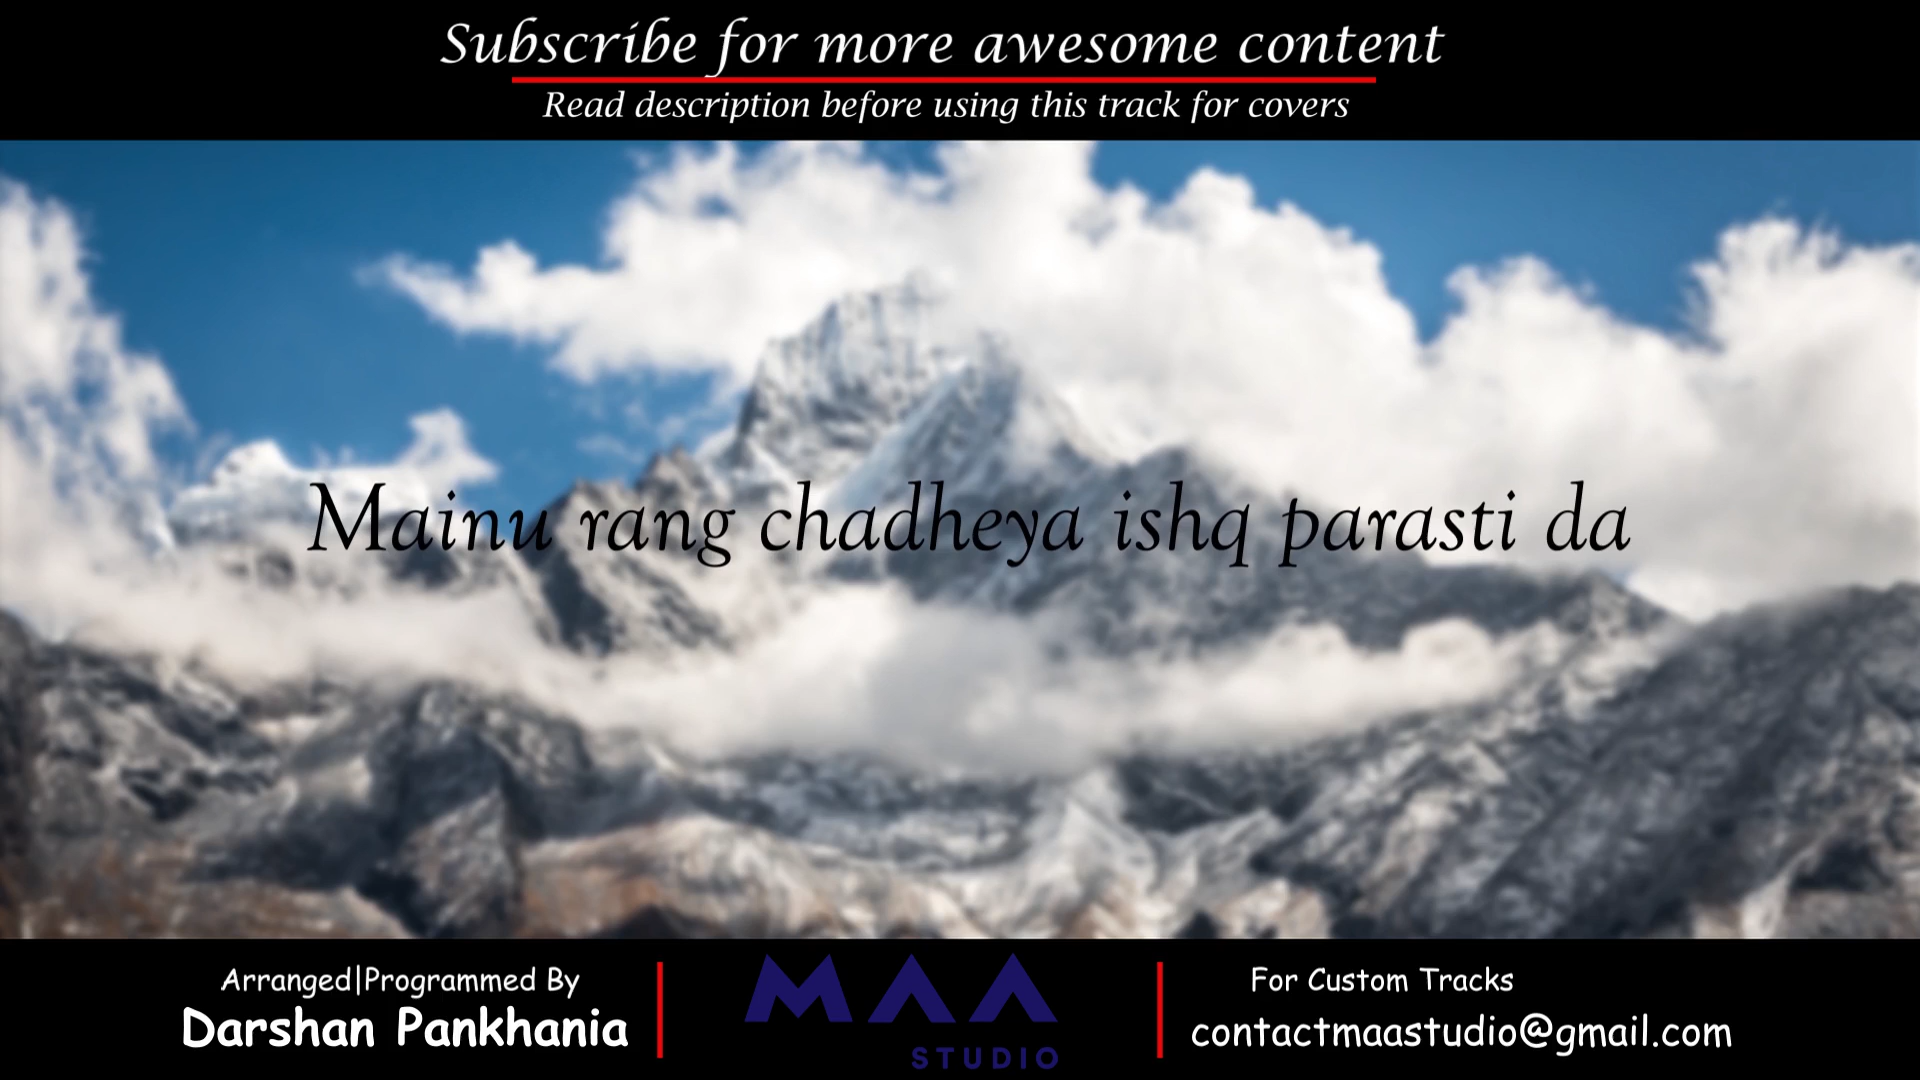 Subscribe for more awesome content
Read description before using this track for covers
Mainu rang chadheya ishq parasti da
Arranged|Programmed By
Darshan Pankhania
MAA
STUDIO
For Custom Tracks
contactmaastudio@gmail.com